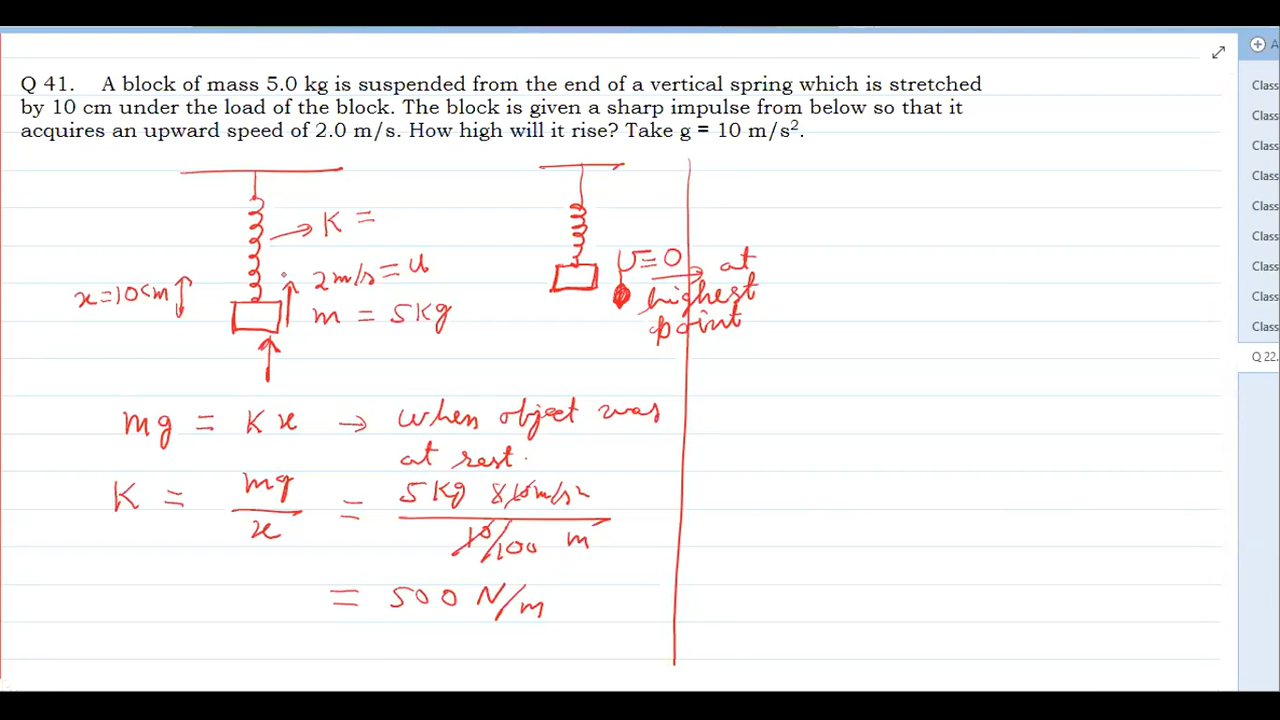 Q 41. A block of mass 5.0 kg is suspended from the end of a vertical spring which is stretched
by 10 cm under the load of the block. The block is given a sharp impulse from below so that it
acquires an upward speed of 2.0 m/s. How high will it rise? Take g = 10 m/s².
→ K =
x=10cm
2m/s = u
m = 5Kg
v=0 → at
highest
point
mg = Kx → when object was
at rest.
K = mg/x = 5Kg x 10m/s² / 10/100 m
= 500 N/m
A
Class
Class
Class
Class
Class
Class
Class
Class
Class
Q 22.